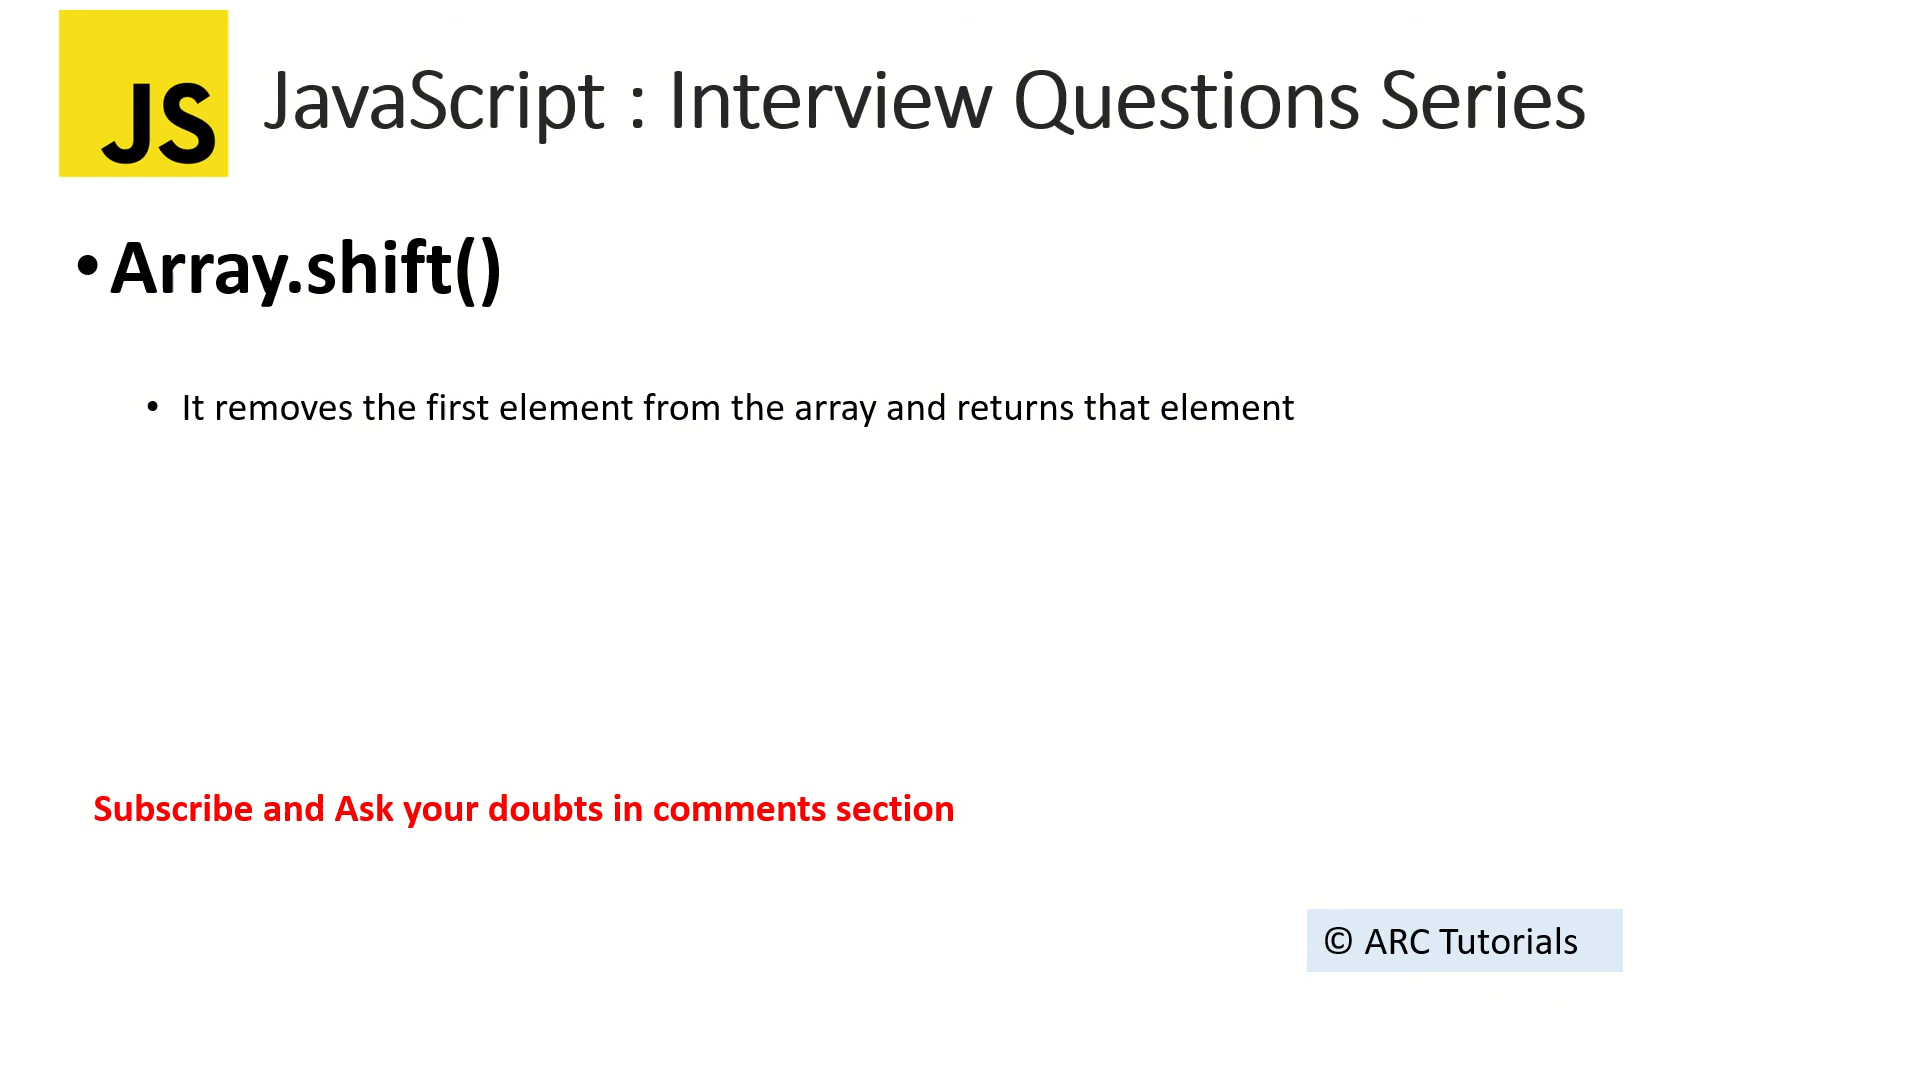 JS
JavaScript : Interview Questions Series
• Array.shift()
• It removes the first element from the array and returns that element
Subscribe and Ask your doubts in comments section
© ARC Tutorials